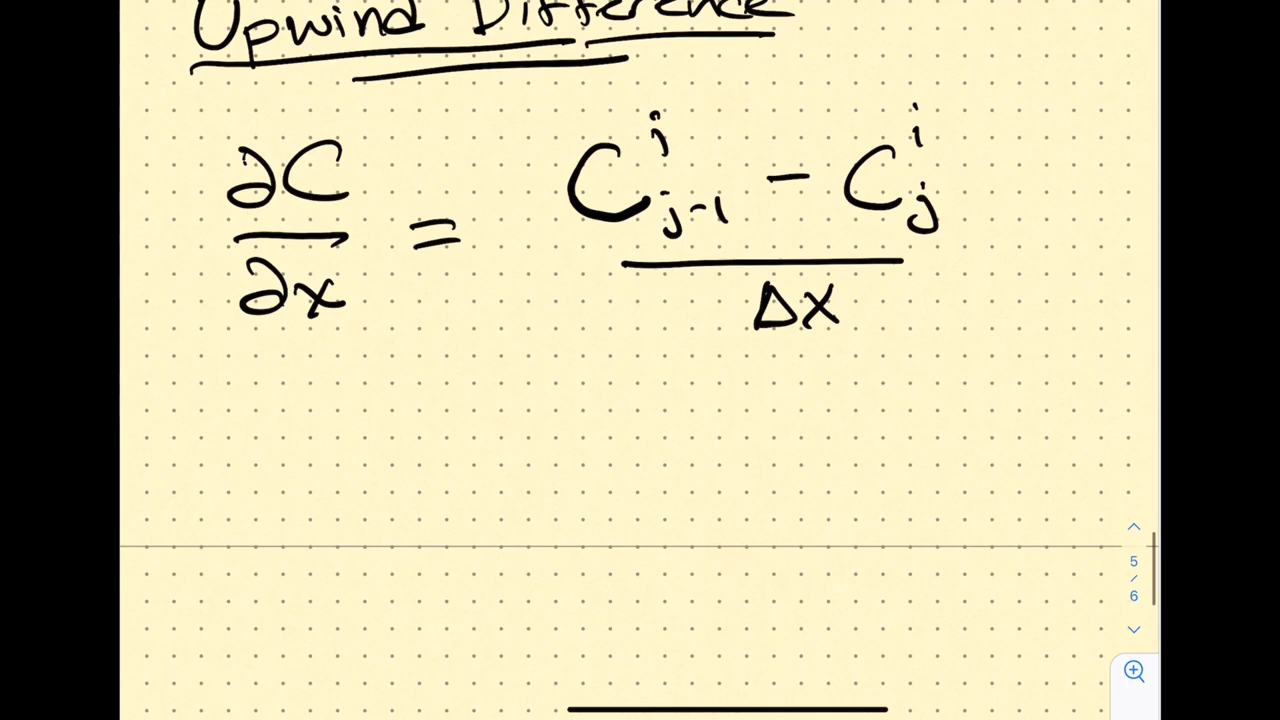 Upwind Difference
∂C/∂x = (C^i_{j-1} - C^i_j)/Δx
5
/
6